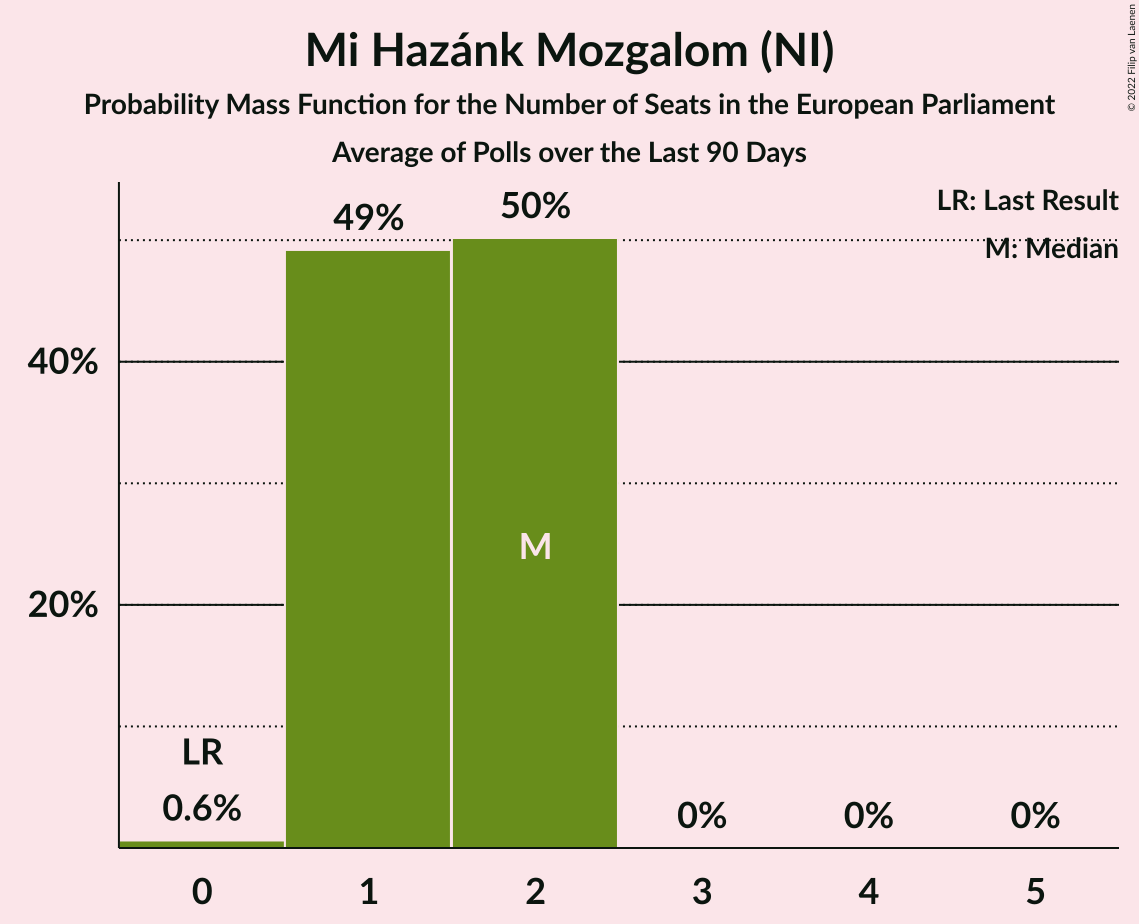 Mi Hazánk Mozgalom (NI)
Probability Mass Function for the Number of Seats in the European Parliament
Average of Polls over the Last 90 Days
© 2022 Filip van Laenen
LR: Last Result
M: Median
49%
50%
40%
20%
M
LR
0.6%
0%
0%
0%
0 1 2 3 4 5